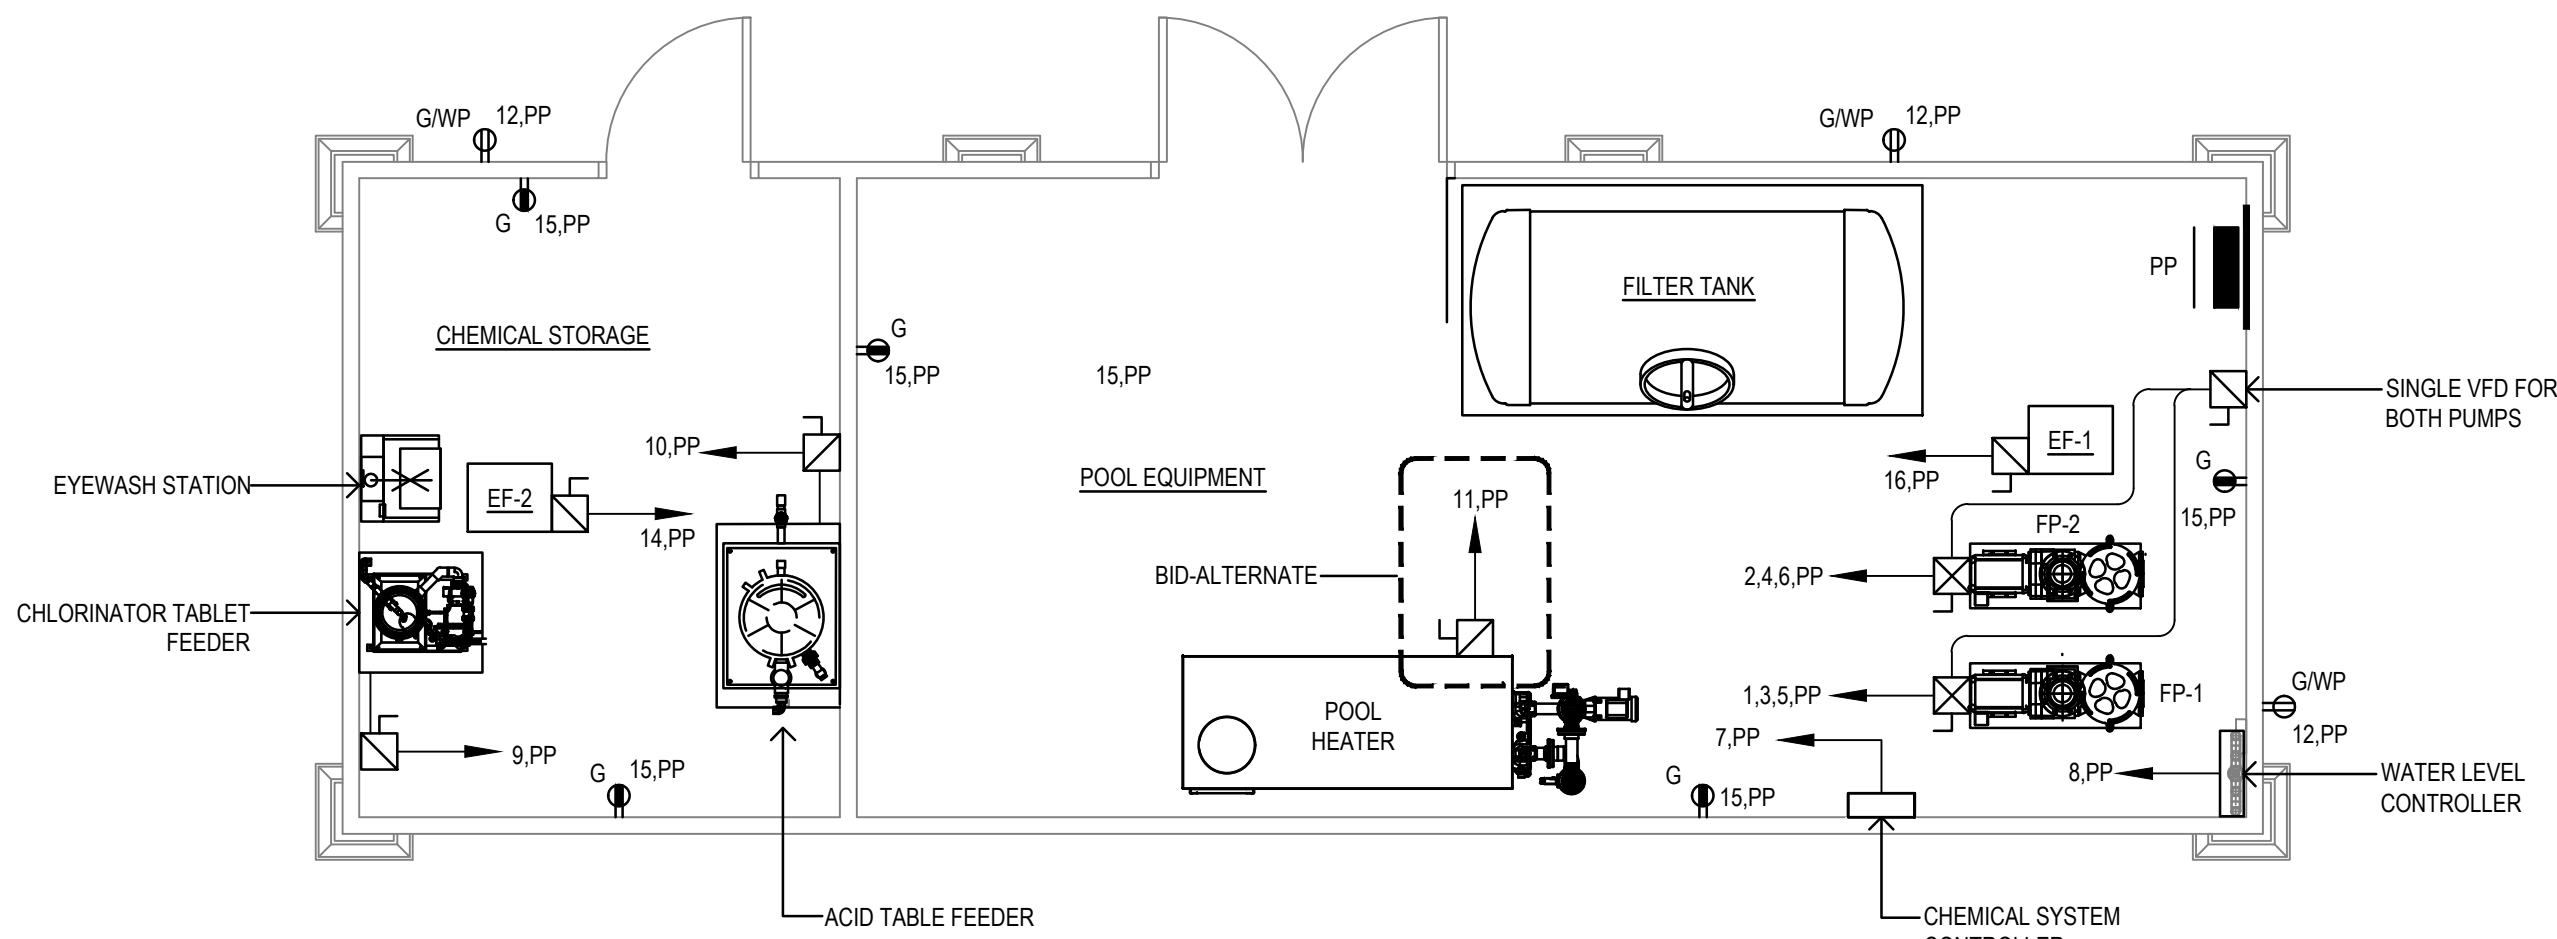 G/WP
12,PP
G/WP
12,PP
G
15,PP
PP
FILTER TANK
CHEMICAL STORAGE
G
15,PP
15,PP
SINGLE VFD FOR
BOTH PUMPS
10,PP
EF-1
16,PP
G
15,PP
POOL EQUIPMENT
EYEWASH STATION
EF-2
14,PP
11,PP
FP-2
BID-ALTERNATE
2,4,6,PP
CHLORINATOR TABLET
FEEDER
1,3,5,PP
FP-1
G/WP
12,PP
POOL
HEATER
7,PP
9,PP
G
15,PP
G
15,PP
8,PP
WATER LEVEL
CONTROLLER
ACID TABLE FEEDER
CHEMICAL SYSTEM